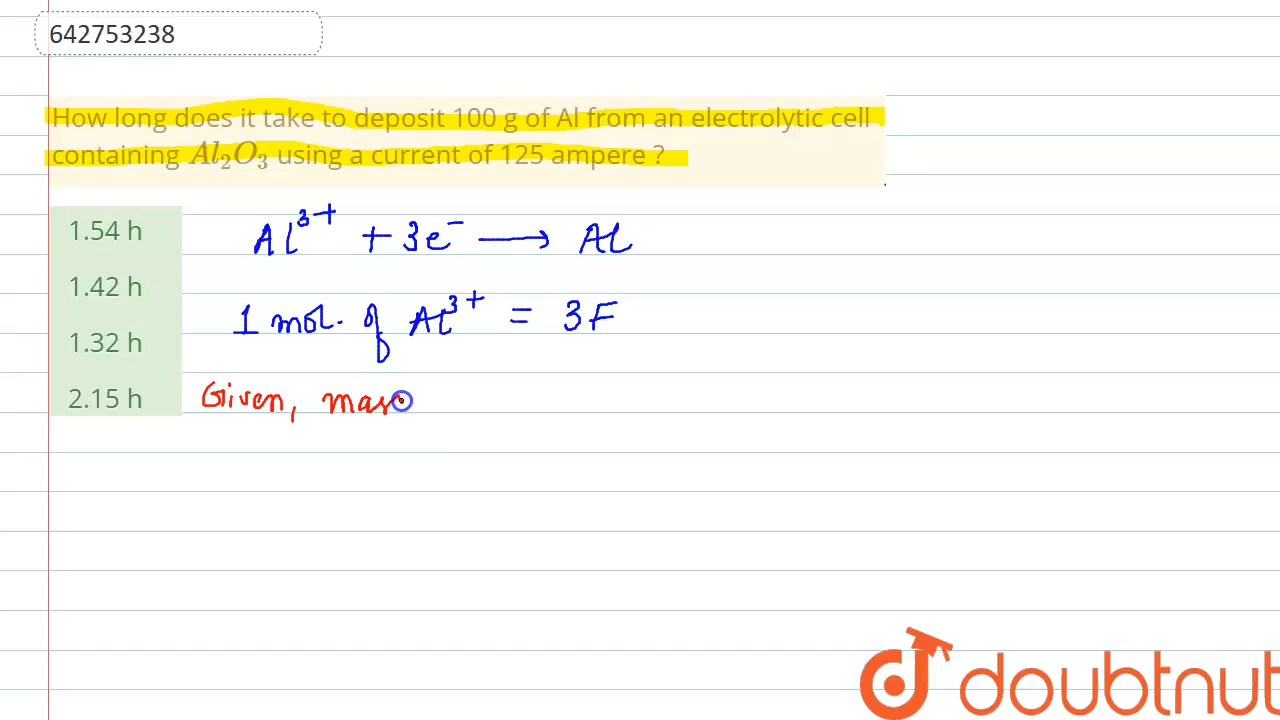 642753238
How long does it take to deposit 100 g of Al from an electrolytic cell
containing Al₂O₃ using a current of 125 ampere ?
1.54 h
1.42 h
1.32 h
2.15 h
Al³⁺ + 3e⁻ ⟶ Al
1 mol. of Al³⁺ = 3F
Given, mass
doubtnut